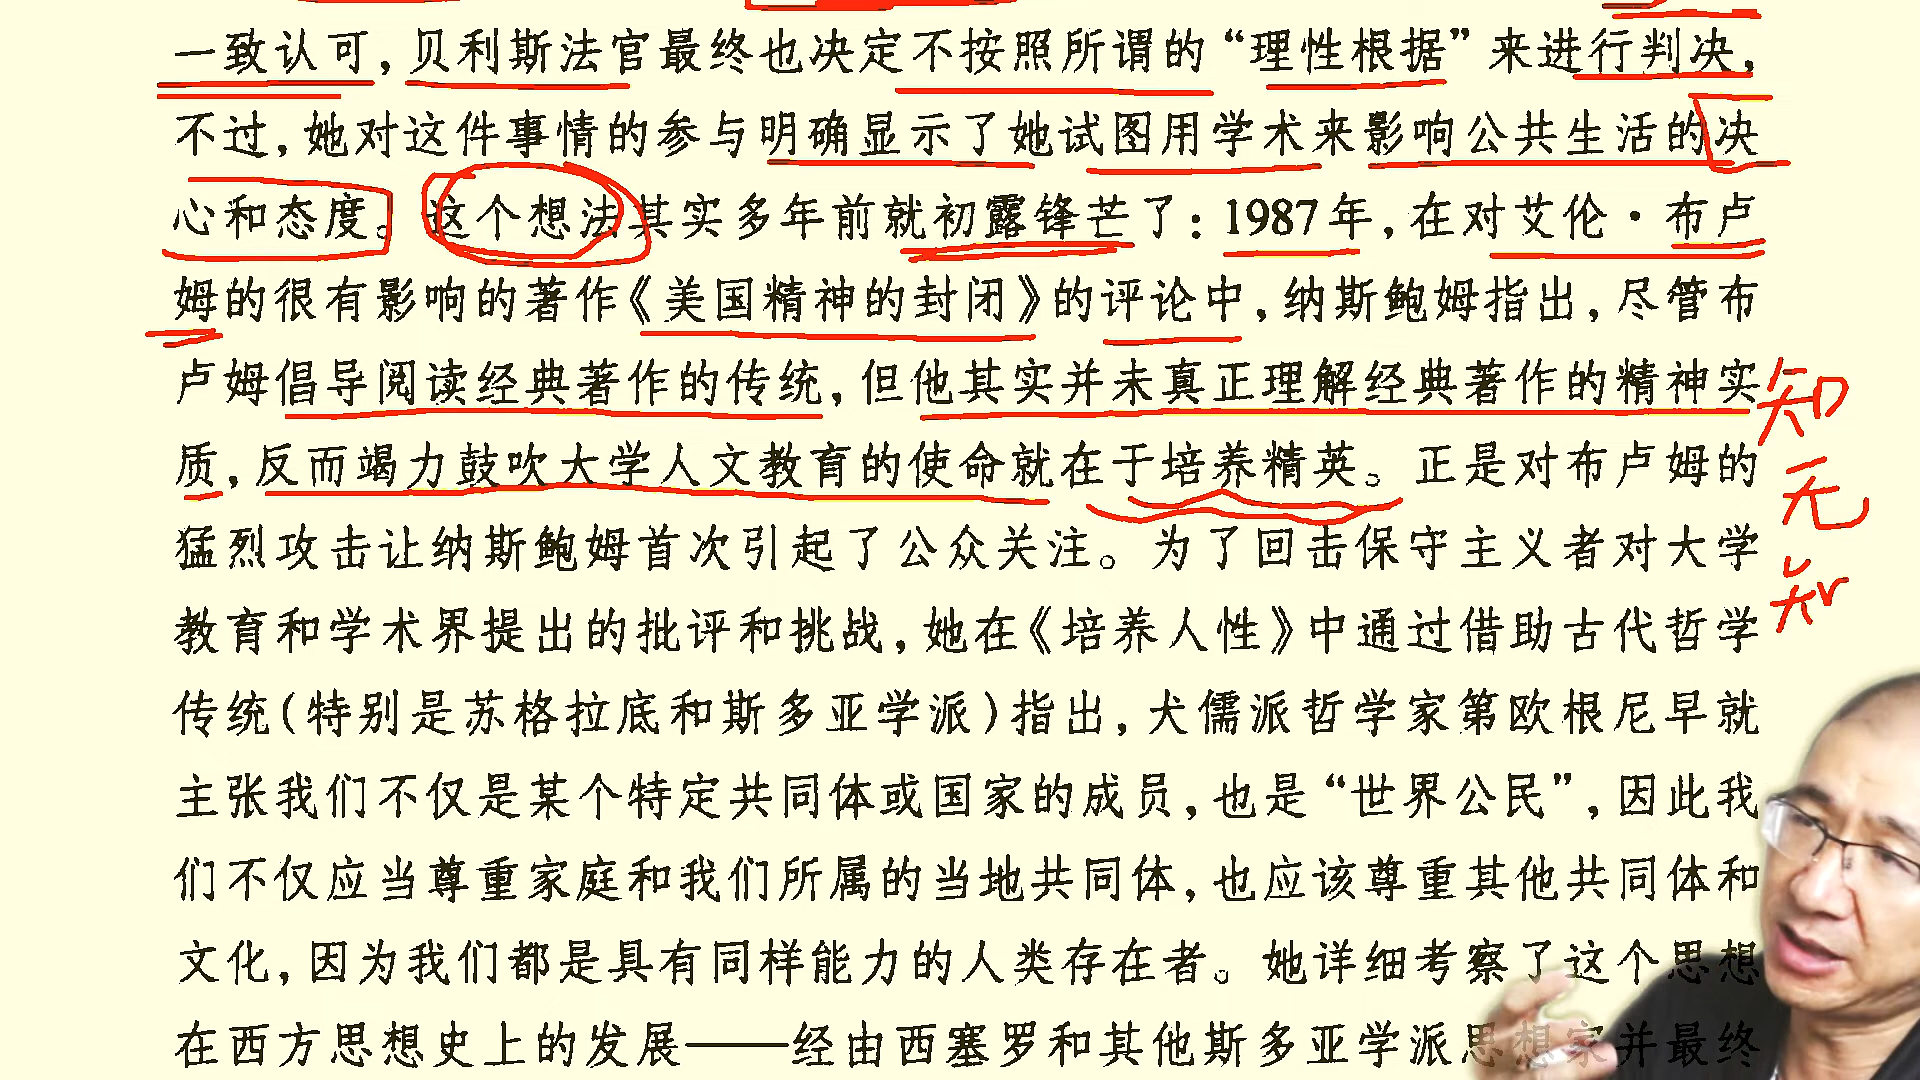 一致认可，贝利斯法官最终也决定不按照所谓的“理性根据”来进行判决，
不过，她对这件事情的参与明确显示了她试图用学术来影响公共生活的决
心和态度。这个想法其实多年前就初露锋芒了：1987年，在对艾伦·布卢
姆的很有影响的著作《美国精神的封闭》的评论中，纳斯鲍姆指出，尽管布
卢姆倡导阅读经典著作的传统，但他其实并未真正理解经典著作的精神实
质，反而竭力鼓吹大学人文教育的使命就在于培养精英。正是对布卢姆的
猛烈攻击让纳斯鲍姆首次引起了公众关注。为了回击保守主义者对大学
教育和学术界提出的批评和挑战，她在《培养人性》中通过借助古代哲学
传统（特别是苏格拉底和斯多亚学派）指出，犬儒派哲学家第欧根尼早就
主张我们不仅是某个特定共同体或国家的成员，也是“世界公民”，因此我
们不仅应当尊重家庭和我们所属的当地共同体，也应该尊重其他共同体和
文化，因为我们都是具有同样能力的人类存在者。她详细考察了这个思想
在西方思想史上的发展——经由西塞罗和其他斯多亚学派思想家并最终
知
无
知